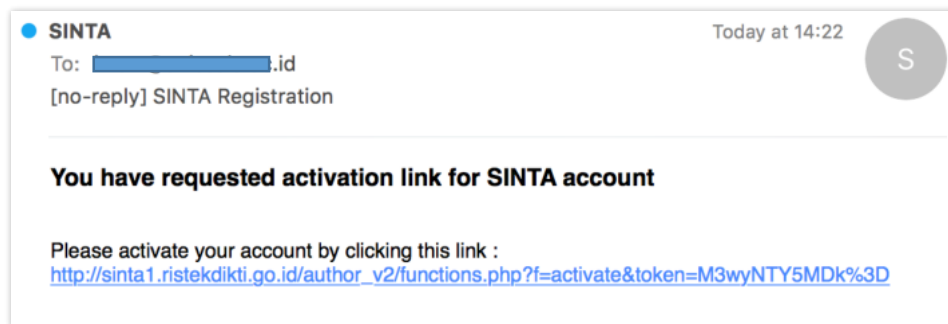 SINTA
Today at 14:22
S
To: .id
[no-reply] SINTA Registration
You have requested activation link for SINTA account
Please activate your account by clicking this link :
http://sinta1.ristekdikti.go.id/author_v2/functions.php?f=activate&token=M3wyNTY5MDk%3D